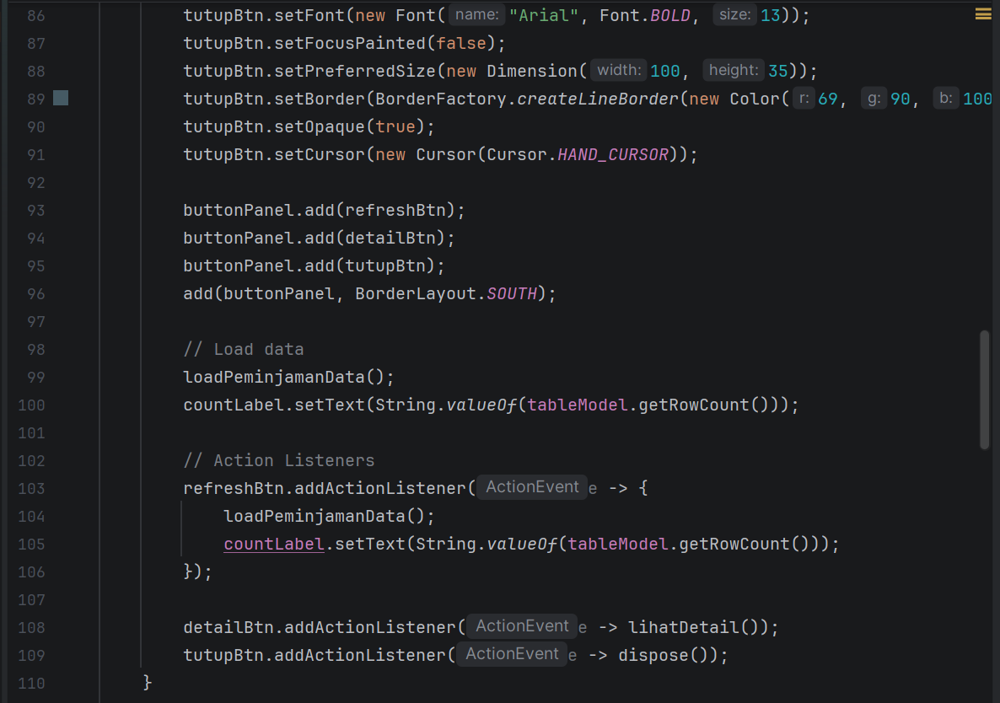 86 tutupBtn.setFont(new Font( name: "Arial", Font.BOLD, size: 13));
87 tutupBtn.setFocusPainted(false);
88 tutupBtn.setPreferredSize(new Dimension( width: 100, height: 35));
89 tutupBtn.setBorder(BorderFactory.createLineBorder(new Color( r: 69, g: 90, b: 100
90 tutupBtn.setOpaque(true);
91 tutupBtn.setCursor(new Cursor(Cursor.HAND_CURSOR));
92
93 buttonPanel.add(refreshBtn);
94 buttonPanel.add(detailBtn);
95 buttonPanel.add(tutupBtn);
96 add(buttonPanel, BorderLayout.SOUTH);
97
98 // Load data
99 loadPeminjamanData();
100 countLabel.setText(String.valueOf(tableModel.getRowCount()));
101
102 // Action Listeners
103 refreshBtn.addActionListener( ActionEvent e -> {
104 loadPeminjamanData();
105 countLabel.setText(String.valueOf(tableModel.getRowCount()));
106 });
107
108 detailBtn.addActionListener( ActionEvent e -> lihatDetail());
109 tutupBtn.addActionListener( ActionEvent e -> dispose());
110 }